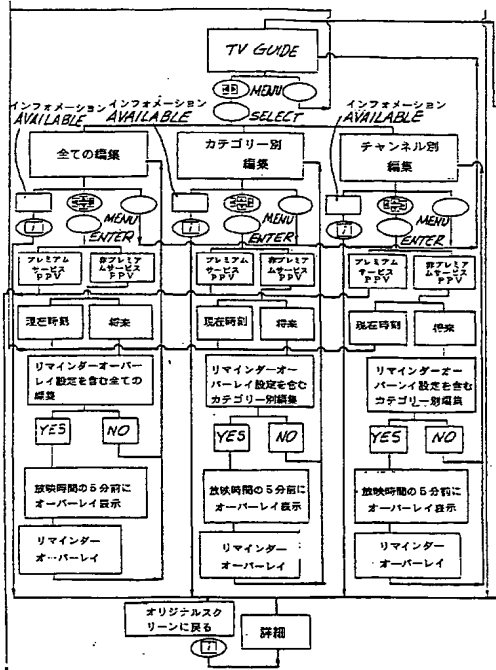 TV GUIDE
MENU
SELECT
インフォメーション
AVAILABLE
インフォメーション
AVAILABLE
インフォメーション
AVAILABLE
全ての編集
カテゴリー別
編集
チャンネル別
編集
MENU
ENTER
i
MENU
ENTER
i
MENU
ENTER
i
プレミアム
サービス
PPV
非プレミア
ムサービス
PPV
プレミアム
サービス
PPV
非プレミア
ムサービス
PPV
プレミアム
サービス
PPV
非プレミア
ムサービス
PPV
現在時刻
将来
現在時刻
将来
現在時刻
将来
リマインダーオーバー
レイ設定を含む全ての
編集
リマインダーオー
バーレイ設定を含む
カテゴリー別編集
リマインダーオー
バーレイ設定を含む
カテゴリー別編集
YES
NO
YES
NO
YES
NO
放映時間の5分前に
オーバーレイ表示
放映時間の5分前に
オーバーレイ表示
放映時間の5分前に
オーバーレイ表示
リマインダー
オーバーレイ
リマインダー
オーバーレイ
リマインダー
オーバーレイ
オリジナルスク
リーンに戻る
i
詳細